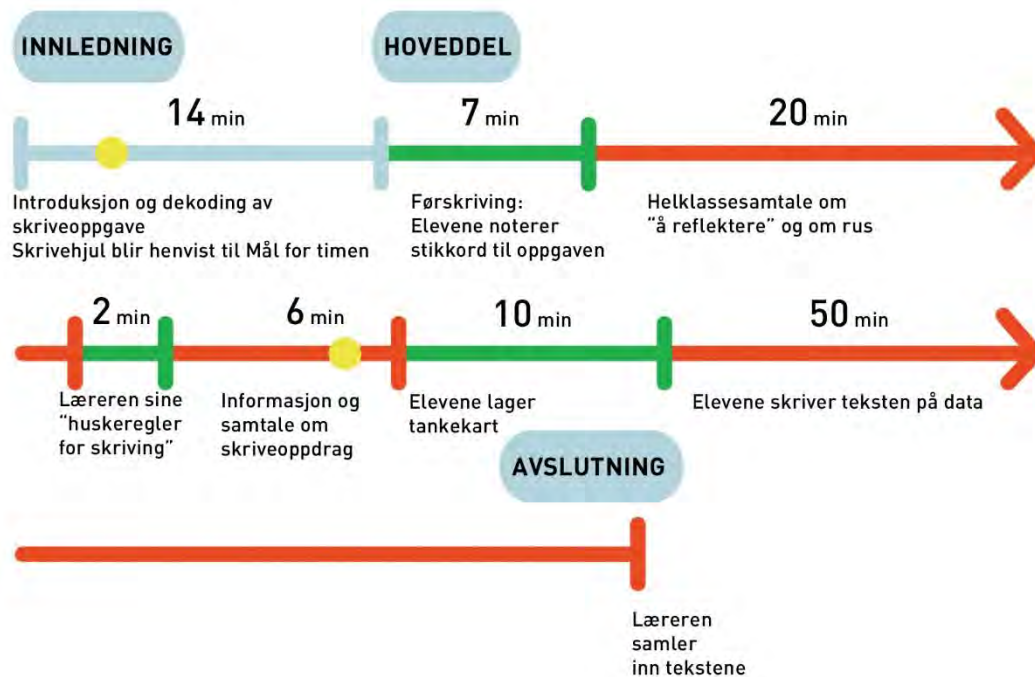 INNLEDNING
HOVEDDEL
14 min
7 min
20 min
Introduksjon og dekoding av
skriveoppgave
Skrivehjul blir henvist til Mål for timen
Førskriving:
Elevene noterer
stikkord til oppgaven
Helklassesamtale om
"å reflektere" og om rus
2 min
6 min
10 min
50 min
Læreren sine
"huskeregler
for skriving"
Informasjon og
samtale om
skriveoppdrag
Elevene lager
tankekart
Elevene skriver teksten på data
AVSLUTNING
Læreren
samler
inn tekstene